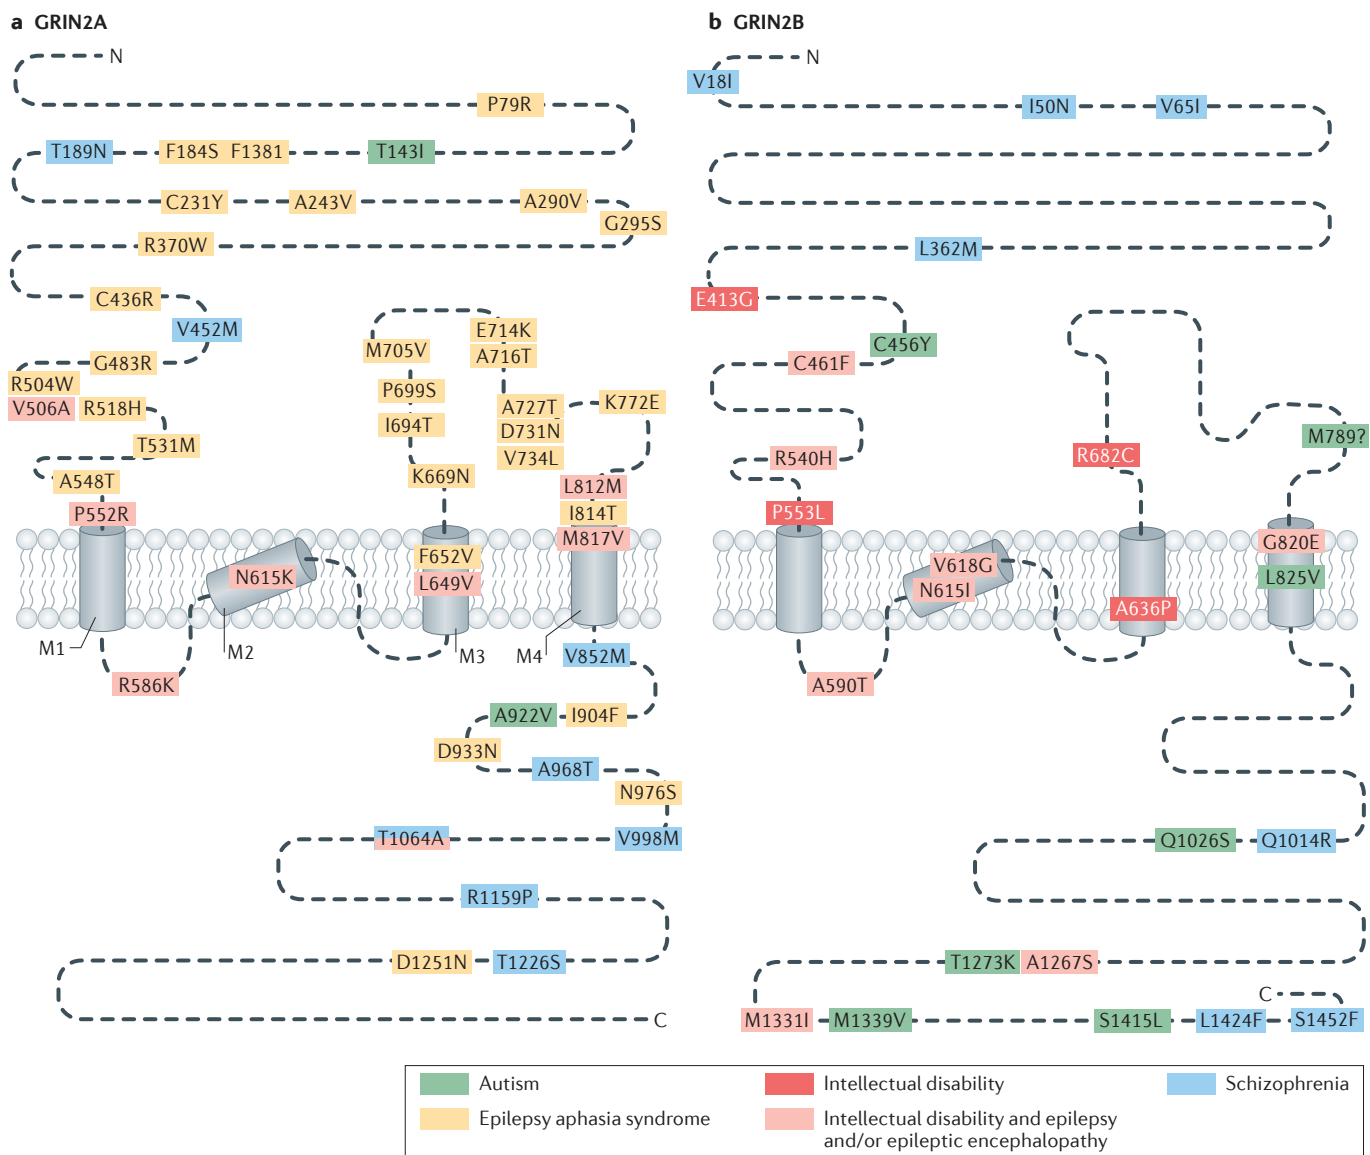 a GRIN2A
N
P79R
T189N F184S F1381 T143I
C231Y A243V A290V
G295S
R370W
C436R
V452M
G483R
R504W
V506A R518H
T531M
A548T
P552R
E714K
M705V A716T
P699S
I694T
A727T K772E
D731N
V734L
K669N
L812M
I814T
M817V
F652V
L649V
N615K
M1 M2 M3 M4
R586K
V852M
A922V I904F
D933N
A968T
N976S
T1064A V998M
R1159P
D1251N T1226S
C
b GRIN2B
N
V18I
I50N V65I
L362M
E413G
C456Y
C461F
M789?
R540H R682C
P553L
G820E
V618G
L825V
N615I
A636P
A590T
Q1026S Q1014R
T1273K A1267S
C
M1331I M1339V S1415L L1424F S1452F
Autism
Epilepsy aphasia syndrome
Intellectual disability
Intellectual disability and epilepsy
and/or epileptic encephalopathy
Schizophrenia